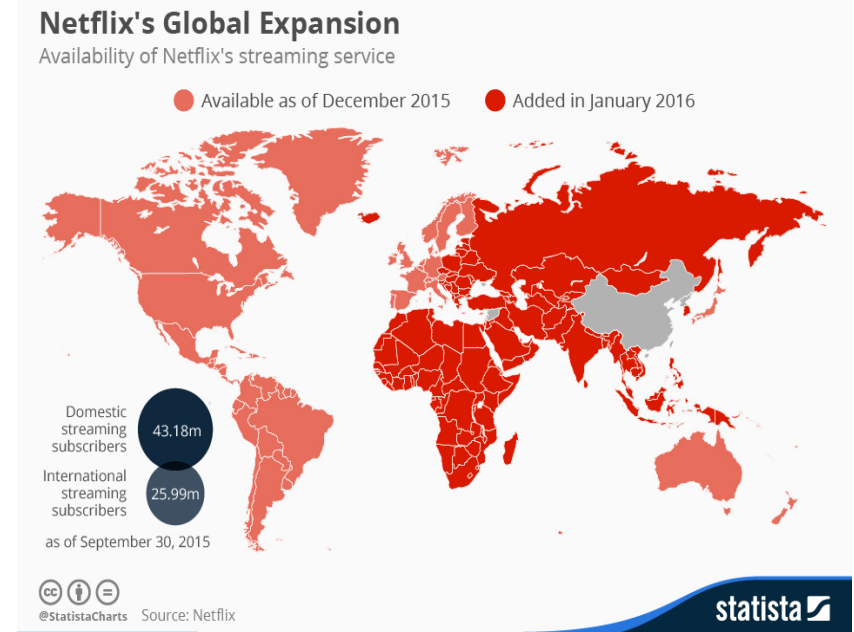 Netflix's Global Expansion
Availability of Netflix's streaming service
Available as of December 2015
Added in January 2016
Domestic
streaming
subscribers
43.18m
International
streaming
subscribers
25.99m
as of September 30, 2015
cc
@StatistaCharts Source: Netflix
statista